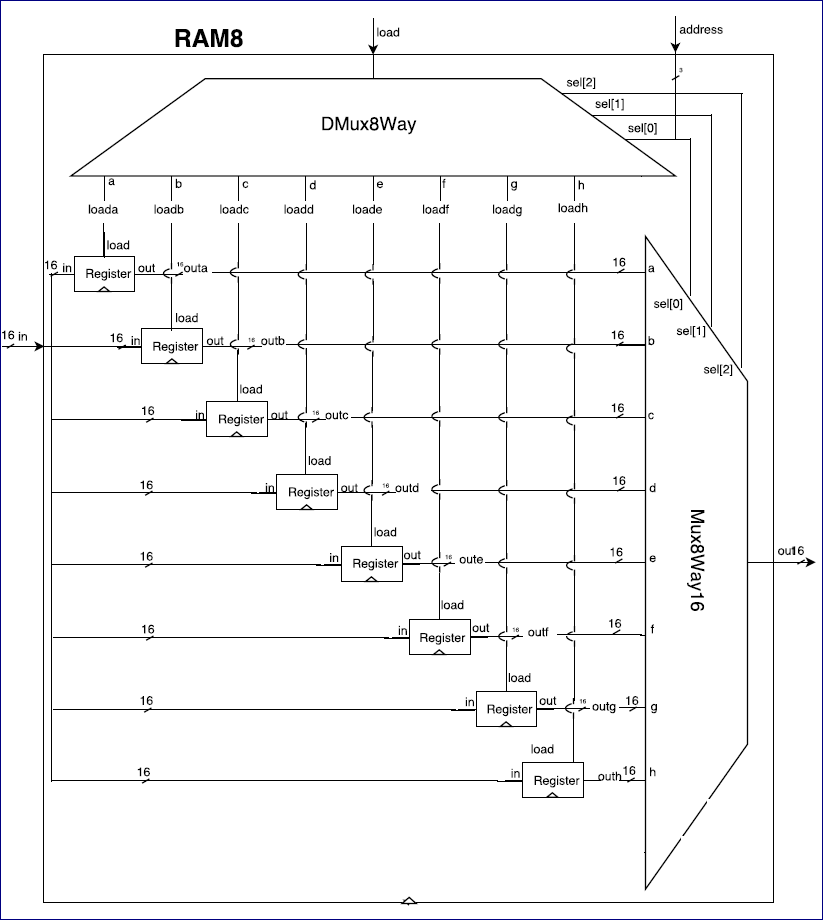 RAM8
load
address
3
sel[2]
sel[1]
sel[0]
DMux8Way
a b c d e f g h
loada loadb loadc loadd loade loadf loadg loadh
load
16 in Register out 16 outa 16 a
sel[0]
load
sel[1]
16 in 16 in Register out 16 outb 16 b
sel[2]
load
16 in Register out 16 outc 16 c
load
16 in Register out 16 outd 16 d
Mux8Way16
load
16 in Register out 16 oute 16 e
out 16
load
16 in Register out 16 outf 16 f
load
16 in Register out 16 outg 16 g
load
16 in Register outh 16 h